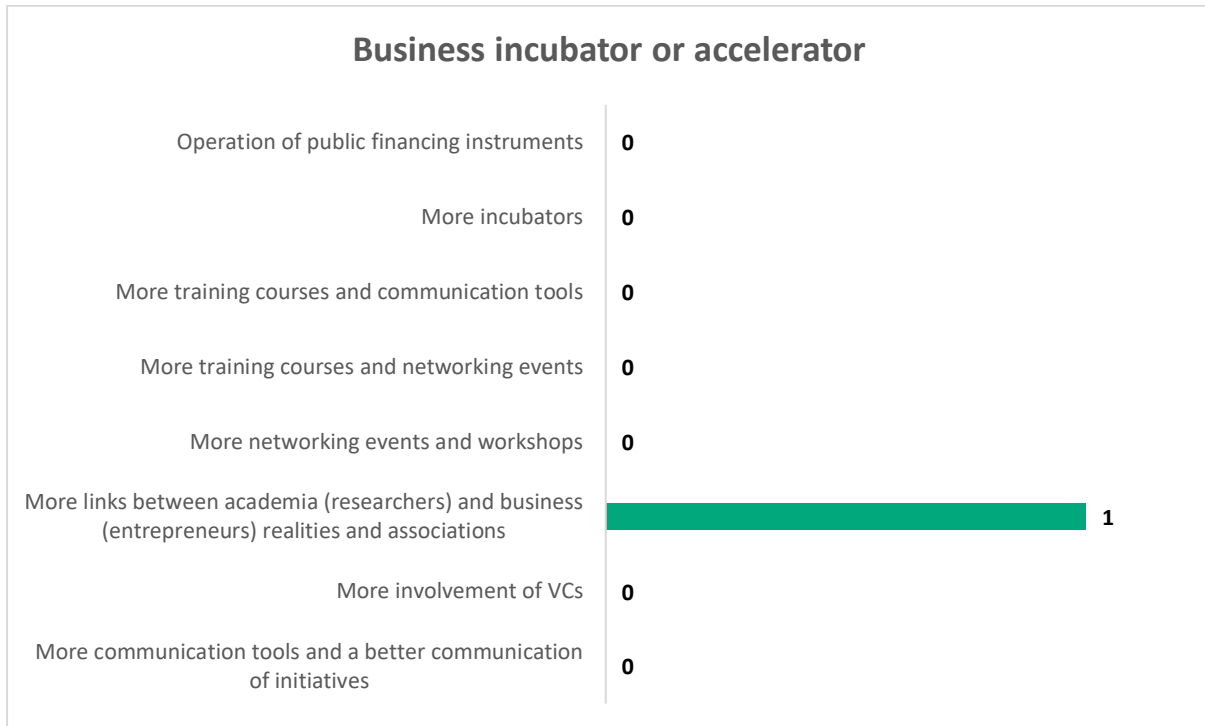 Business incubator or accelerator
Operation of public financing instruments
0
More incubators
0
More training courses and communication tools
0
More training courses and networking events
0
More networking events and workshops
0
More links between academia (researchers) and business
(entrepreneurs) realities and associations
1
More involvement of VCs
0
More communication tools and a better communication
of initiatives
0